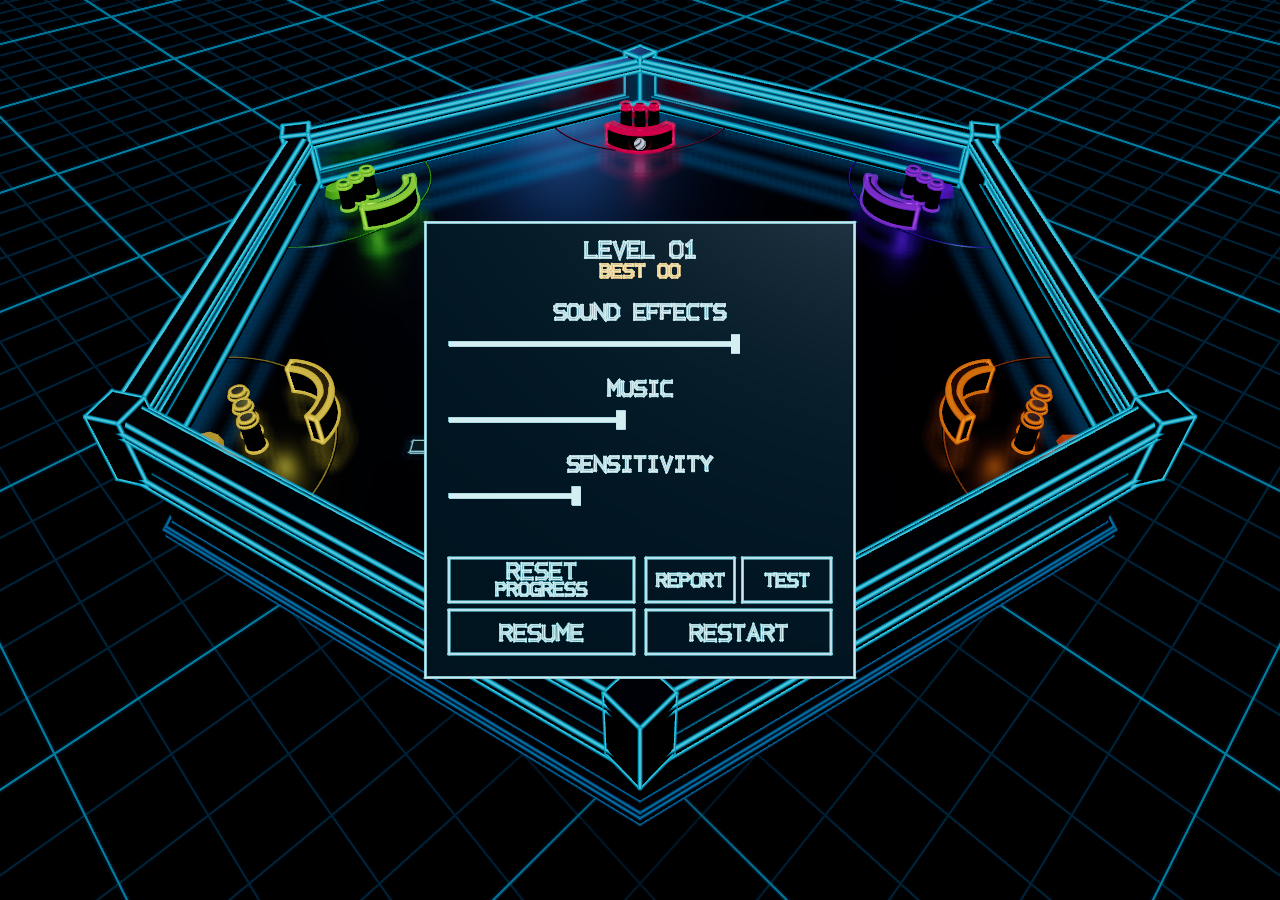 LEVEL 01
BEST 00
SOUND EFFECTS
MUSIC
SENSITIVITY
RESET
PROGRESS
REPORT
TEST
RESUME
RESTART